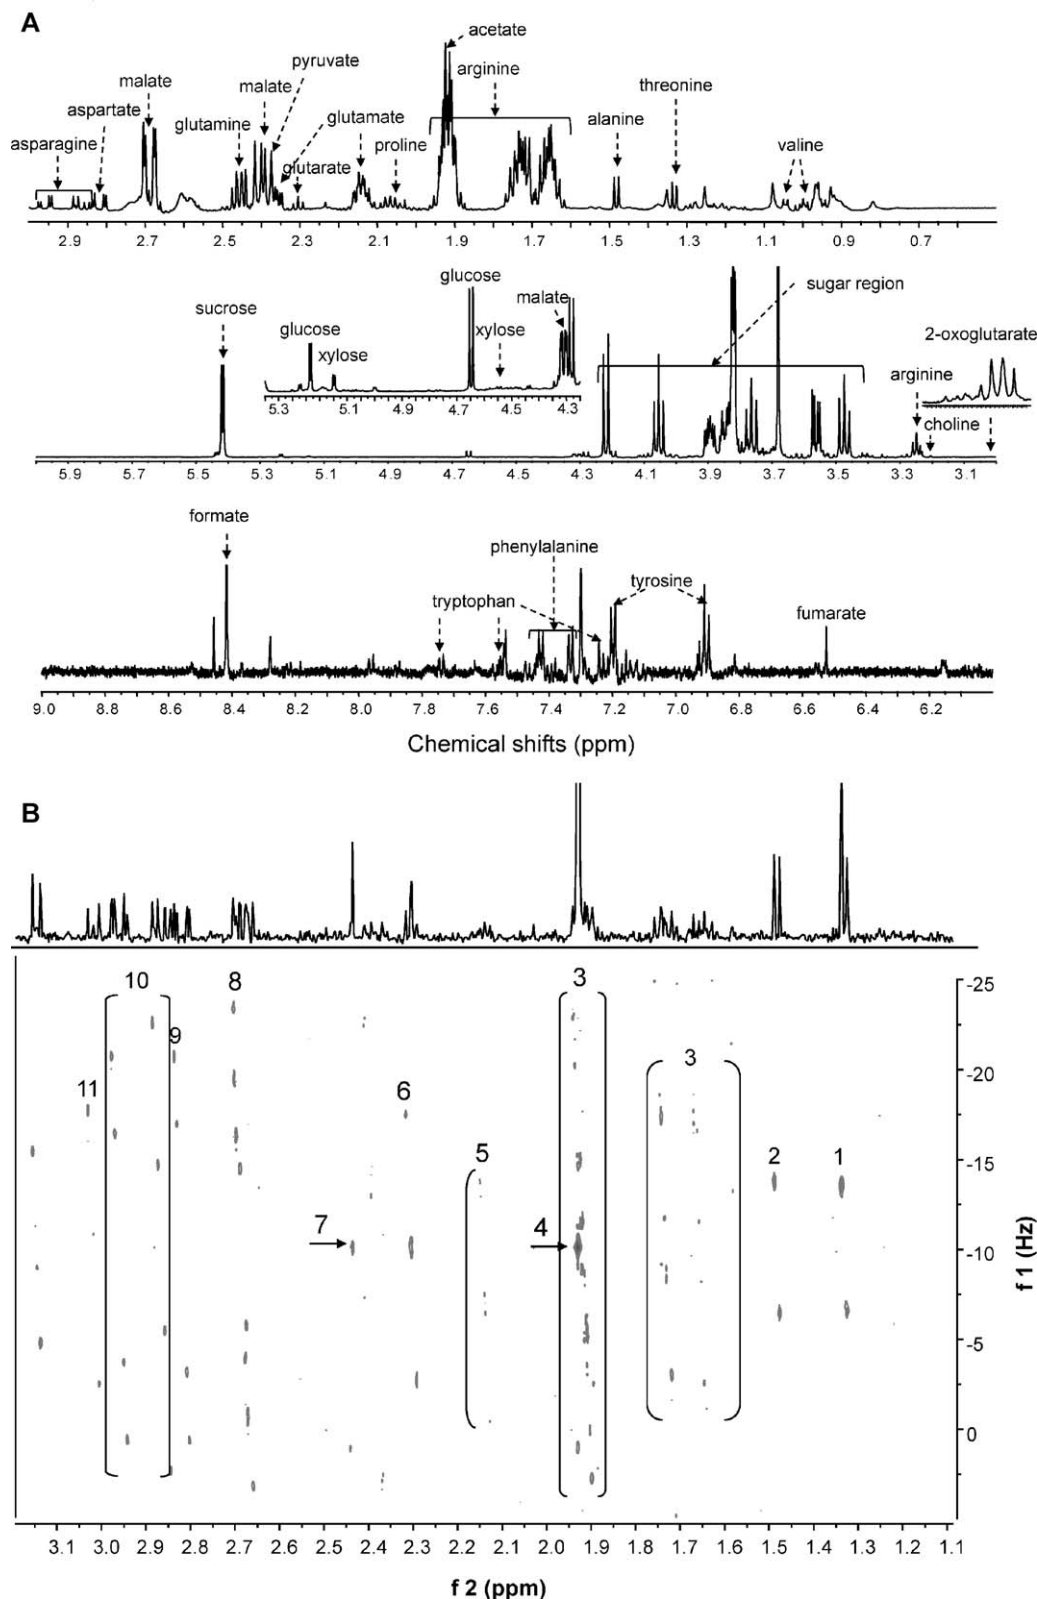 A
acetate
pyruvate
arginine
malate
malate
threonine
aspartate
glutamate
alanine
glutamine
asparagine
proline
valine
glutarate
2.9 2.7 2.5 2.3 2.1 1.9 1.7 1.5 1.3 1.1 0.9 0.7
glucose
sugar region
malate
sucrose
glucose
xylose
2-oxoglutarate
xylose
arginine
5.3 5.1 4.9 4.7 4.5 4.3
choline
5.9 5.7 5.5 5.3 5.1 4.9 4.7 4.5 4.3 4.1 3.9 3.7 3.5 3.3 3.1
formate
phenylalanine
tyrosine
tryptophan
fumarate
9.0 8.8 8.6 8.4 8.2 8.0 7.8 7.6 7.4 7.2 7.0 6.8 6.6 6.4 6.2
Chemical shifts (ppm)
B
10 8 3 -25
9
3
11 6 -20
5 2 1 -15
7 4
-10
-5
0
f 1 (Hz)
3.1 3.0 2.9 2.8 2.7 2.6 2.5 2.4 2.3 2.2 2.1 2.0 1.9 1.8 1.7 1.6 1.5 1.4 1.3 1.2 1.1
f 2 (ppm)